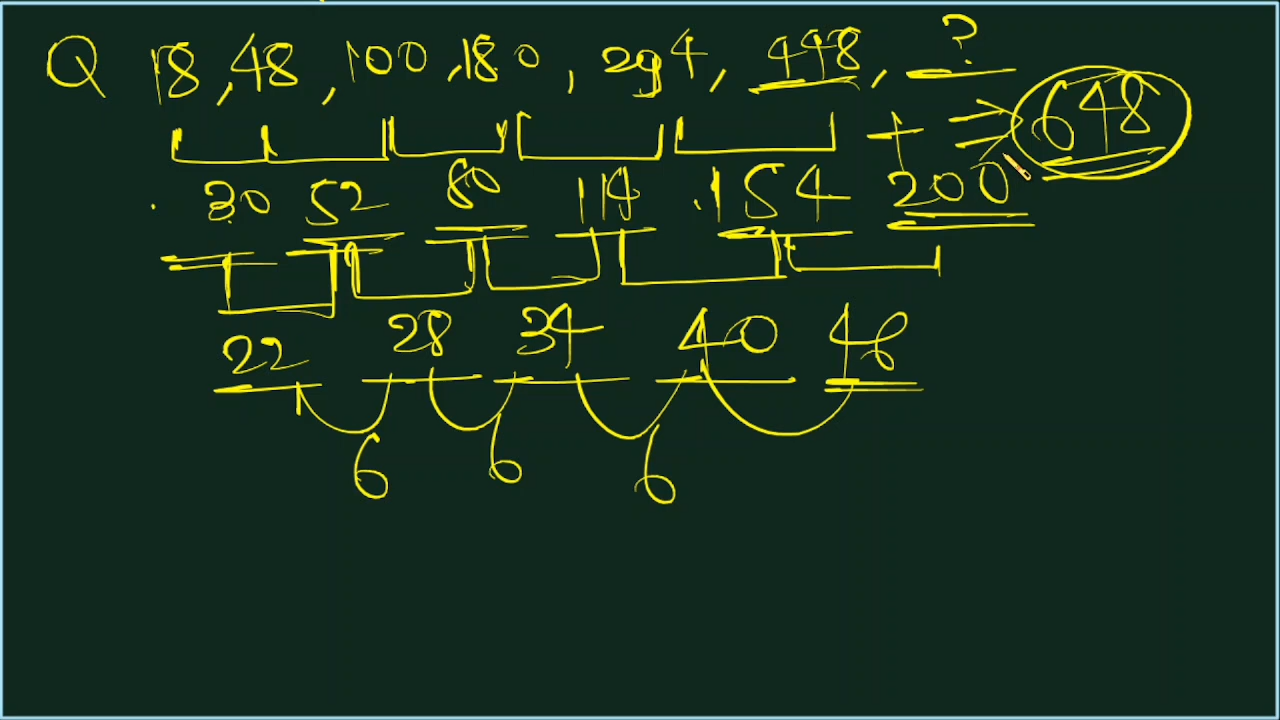 Q 18, 48, 100, 180, 294, 448, ?
+ ⇒ 648
30 52 80 114 154 200
22 28 34 40 46
6 6 6